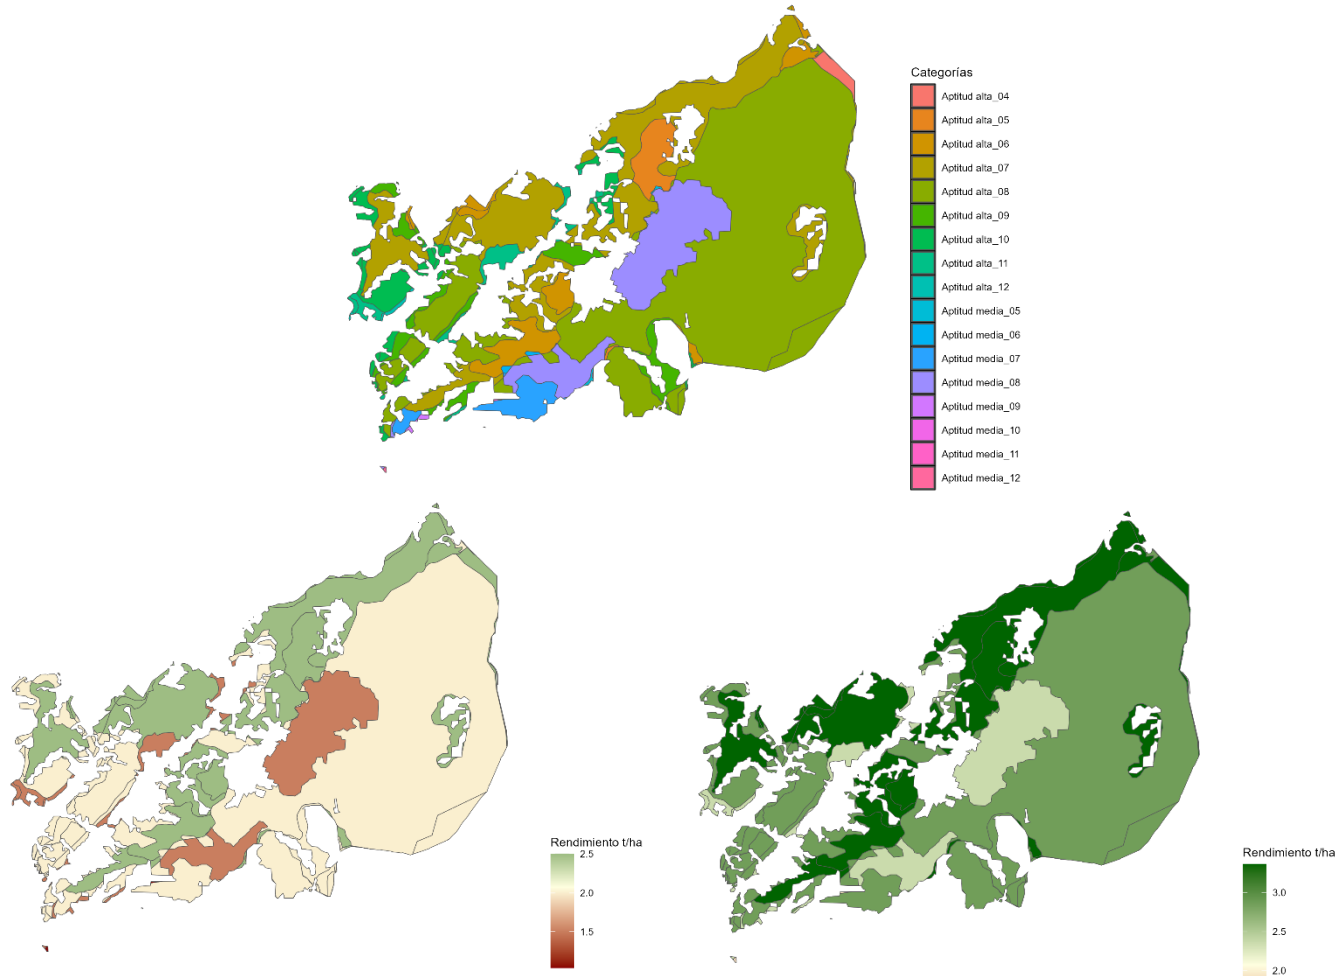 Categorías
Aptitud alta_04
Aptitud alta_05
Aptitud alta_06
Aptitud alta_07
Aptitud alta_08
Aptitud alta_09
Aptitud alta_10
Aptitud alta_11
Aptitud alta_12
Aptitud media_05
Aptitud media_06
Aptitud media_07
Aptitud media_08
Aptitud media_09
Aptitud media_10
Aptitud media_11
Aptitud media_12
Rendimiento t/ha
2.5
2.0
1.5
Rendimiento t/ha
3.0
2.5
2.0